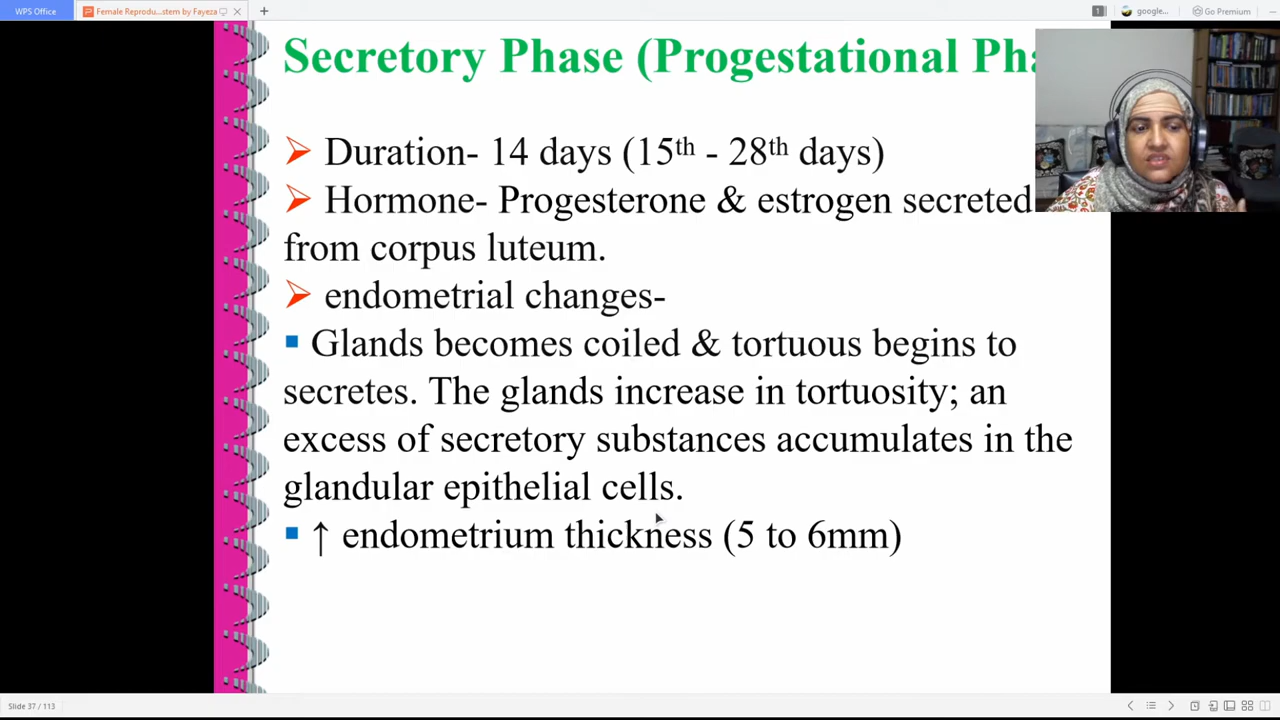 WPS Office
Female Reprodu...stem by Fayeza
google...
Go Premium
Secretory Phase (Progestational Pha
Duration- 14 days (15th - 28th days)
Hormone- Progesterone & estrogen secreted
from corpus luteum.
endometrial changes-
Glands becomes coiled & tortuous begins to
secretes. The glands increase in tortuosity; an
excess of secretory substances accumulates in the
glandular epithelial cells.
↑ endometrium thickness (5 to 6mm)
Slide 37 / 113